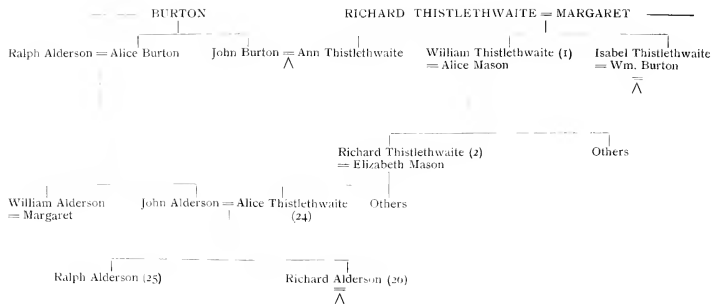 BURTON RICHARD THISTLETHWAITE = MARGARET
Ralph Alderson = Alice Burton John Burton = Ann Thistlethwaite William Thistlethwaite (1) Isabel Thistlethwaite
= Alice Mason = Wm. Burton
Richard Thistlethwaite (2) Others
= Elizabeth Mason
William Alderson John Alderson = Alice Thistlethwaite Others
= Margaret (24)
Ralph Alderson (25) Richard Alderson (26)